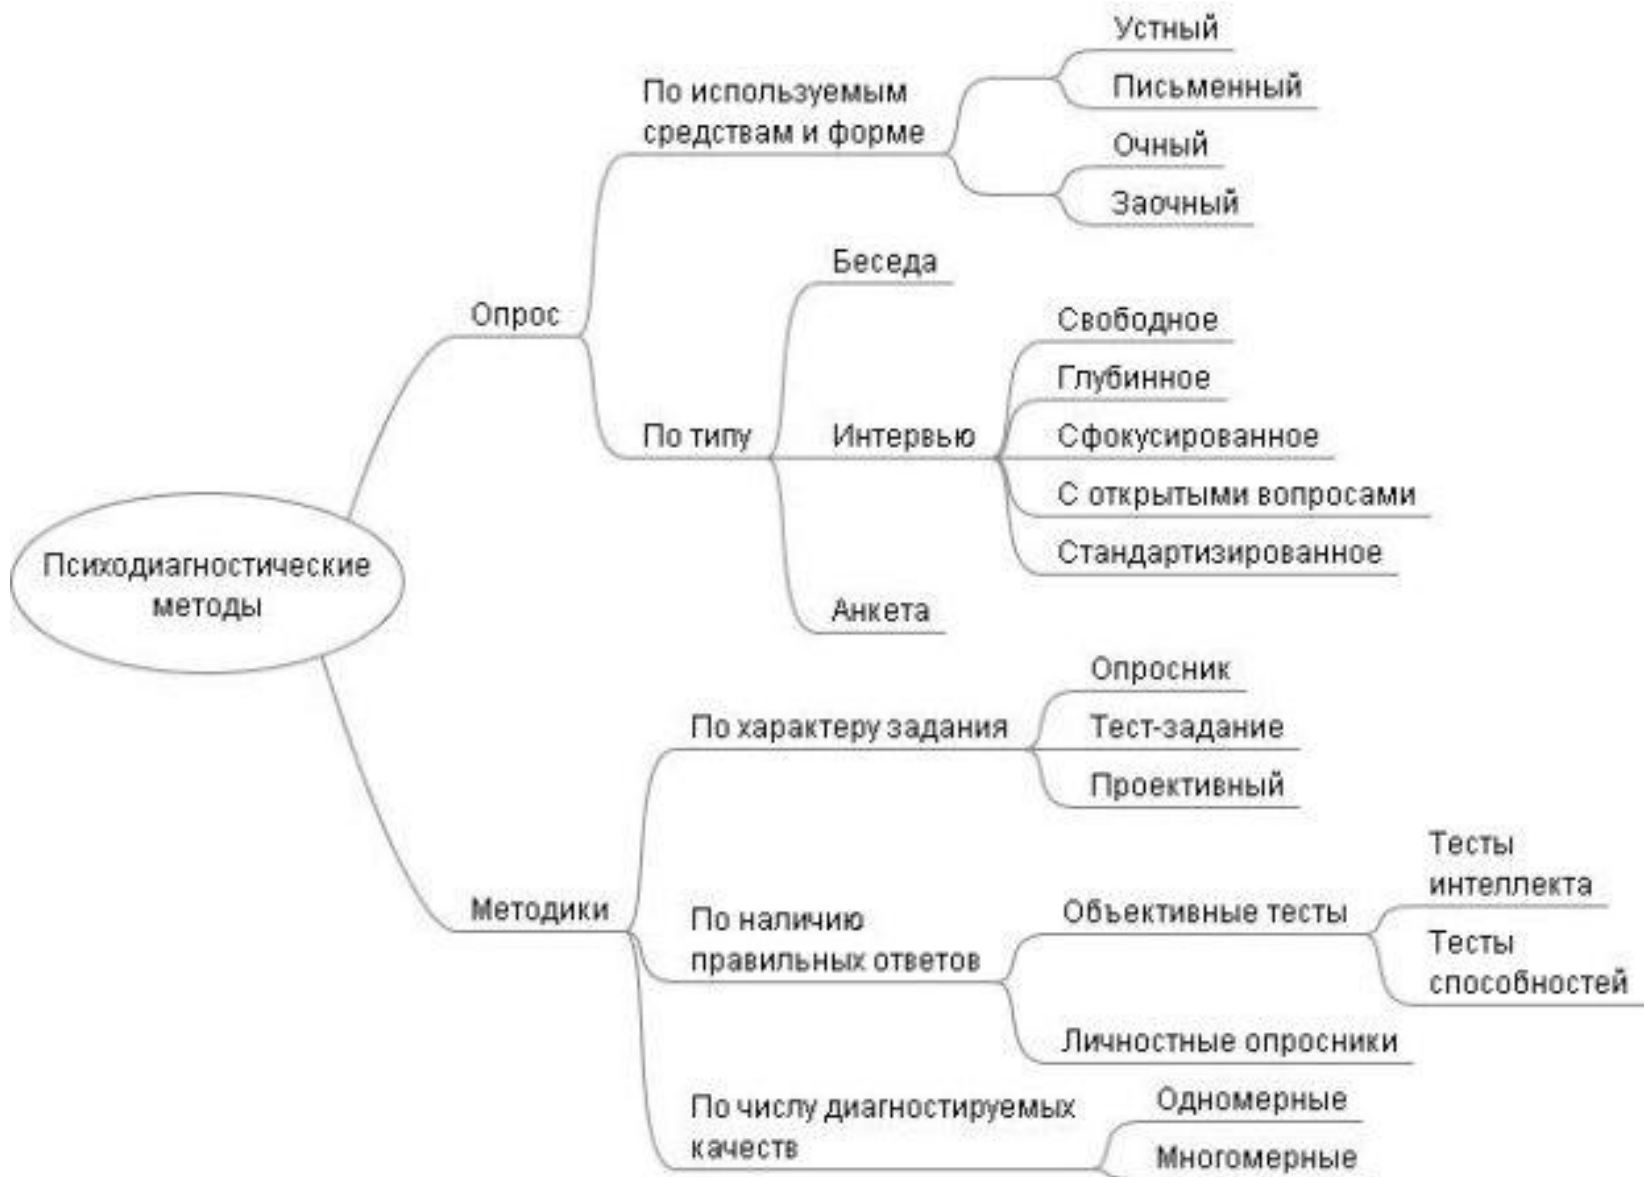 Психодиагностические
методы
Опрос
По используемым
средствам и форме
Устный
Письменный
Очный
Заочный
По типу
Беседа
Интервью
Свободное
Глубинное
Сфокусированное
С открытыми вопросами
Стандартизированное
Анкета
Методики
По характеру задания
Опросник
Тест-задание
Проективный
По наличию
правильных ответов
Объективные тесты
Тесты
интеллекта
Тесты
способностей
Личностные опросники
По числу диагностируемых
качеств
Одномерные
Многомерные